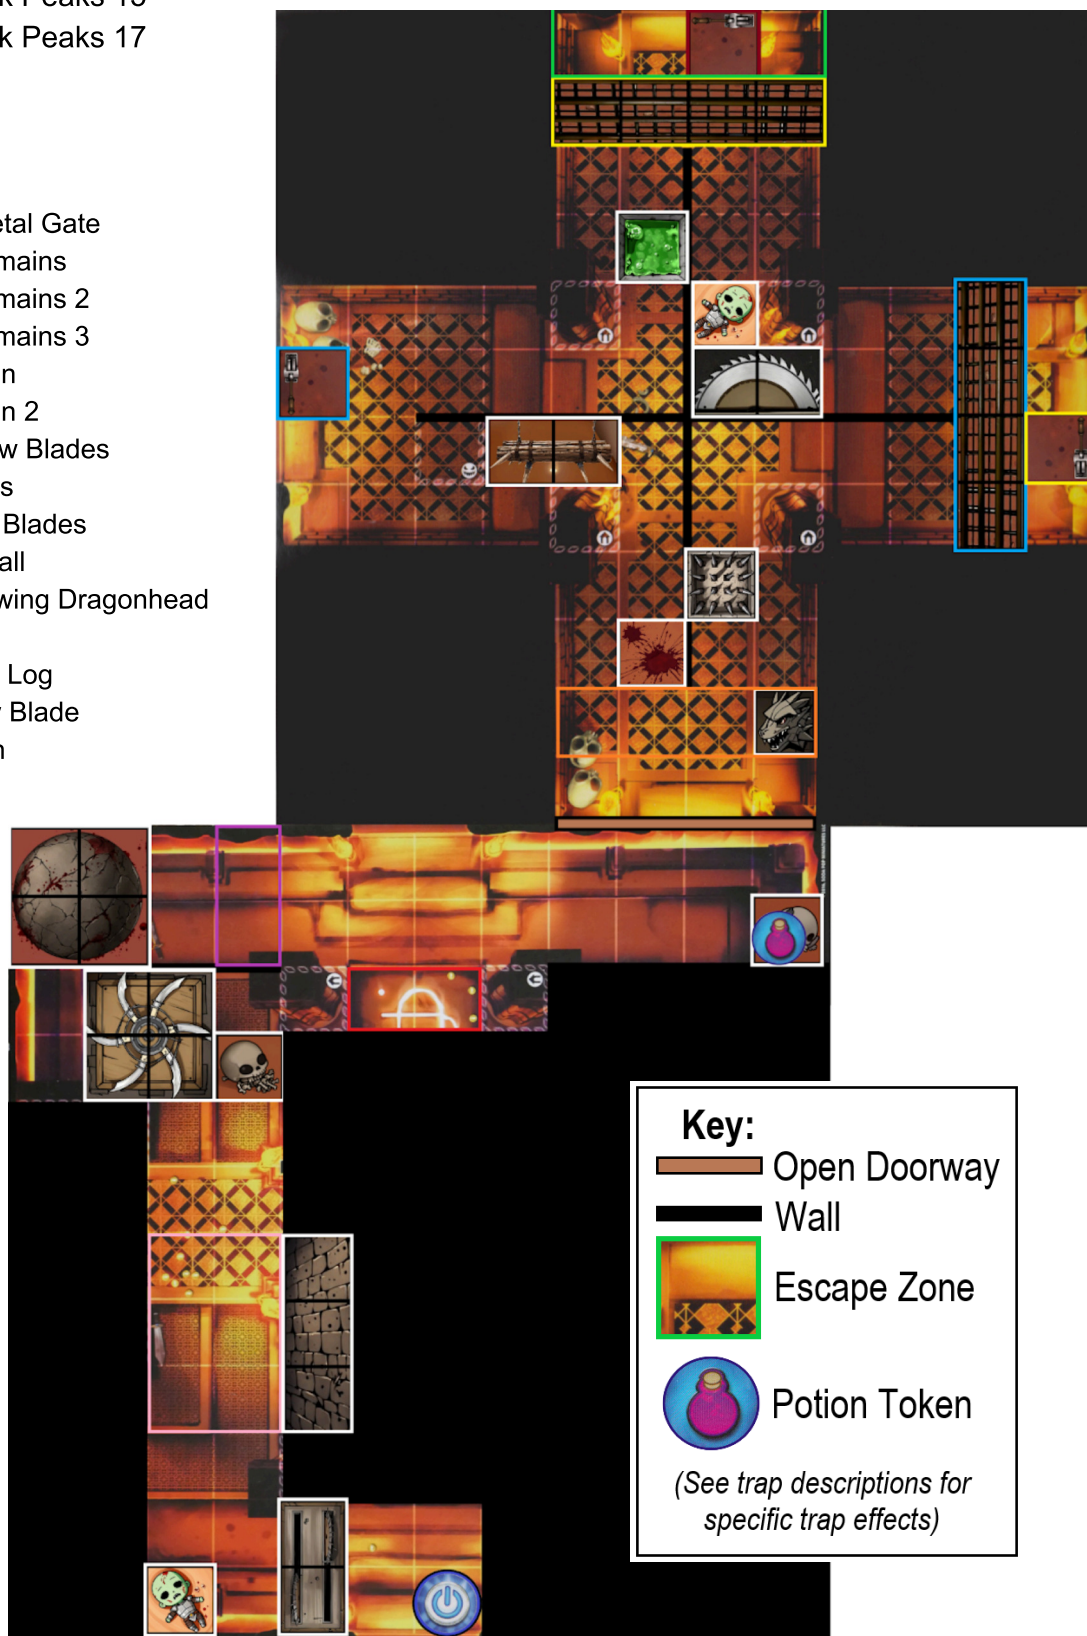 k Peaks 17
etal Gate
mains
mains 2
mains 3
n
n 2
w Blades
s
Blades
all
wing Dragonhead
Log
Blade
n
Key:
Open Doorway
Wall
Escape Zone
Potion Token
(See trap descriptions for
specific trap effects)